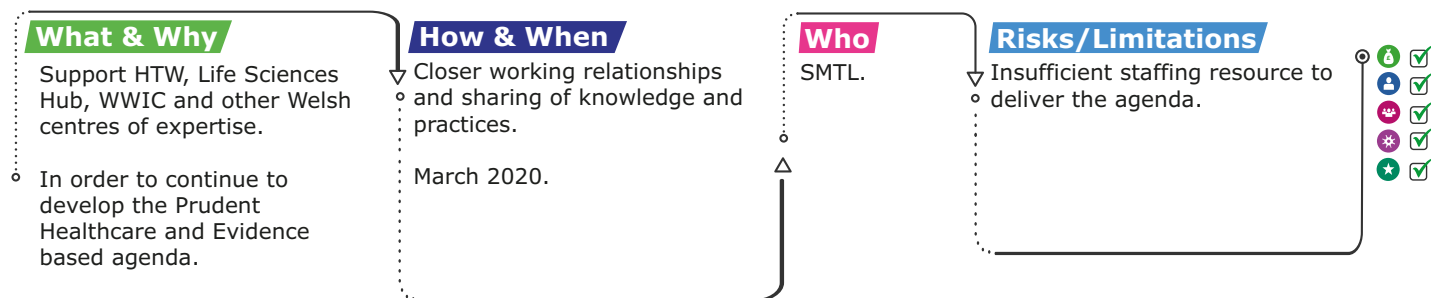 What & Why
Support HTW, Life Sciences
Hub, WWIC and other Welsh
centres of expertise.
In order to continue to
develop the Prudent
Healthcare and Evidence
based agenda.
How & When
Closer working relationships
and sharing of knowledge and
practices.
March 2020.
Who
SMTL.
Risks/Limitations
Insufficient staffing resource to
deliver the agenda.